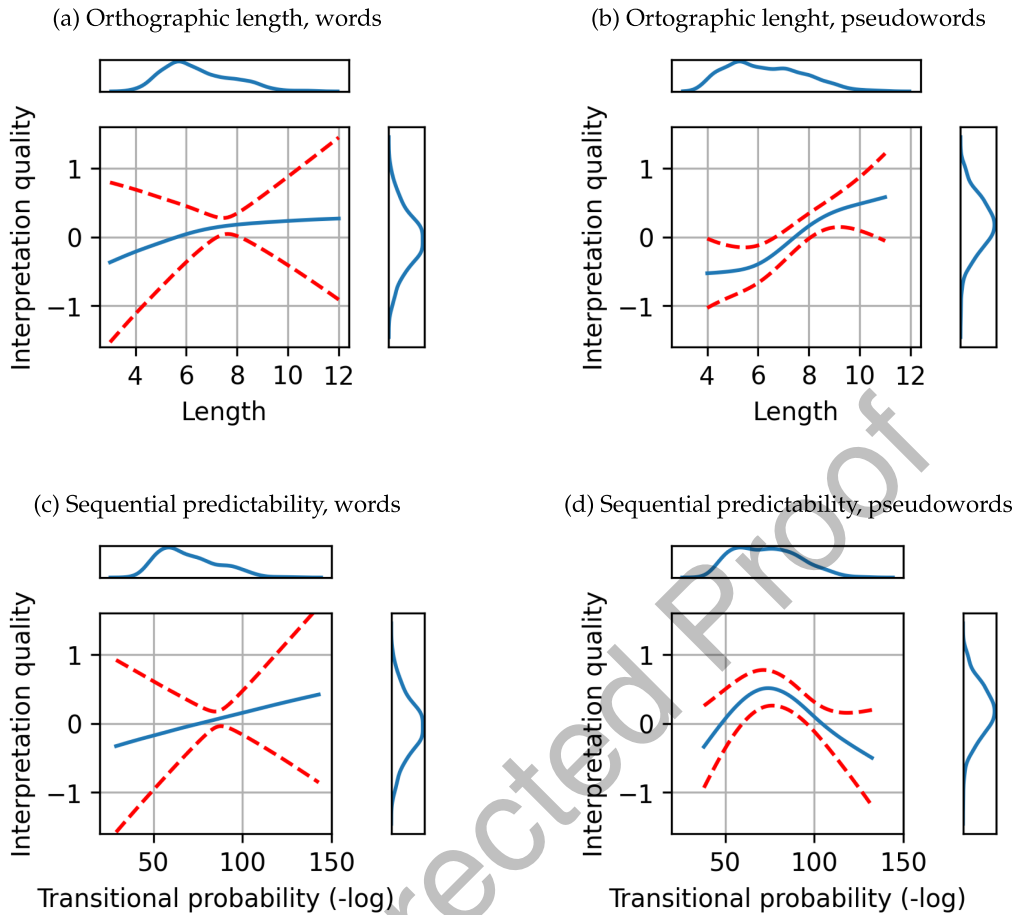 (a) Orthographic length, words
(b) Ortographic lenght, pseudowords
Interpretation quality
1
0
−1
4 6 8 10 12
Length
Interpretation quality
1
0
−1
4 6 8 10 12
Length
(c) Sequential predictability, words
(d) Sequential predictability, pseudowords
Interpretation quality
1
0
−1
50 100 150
Transitional probability (-log)
Interpretation quality
1
0
−1
50 100 150
Transitional probability (-log)
rected Proof